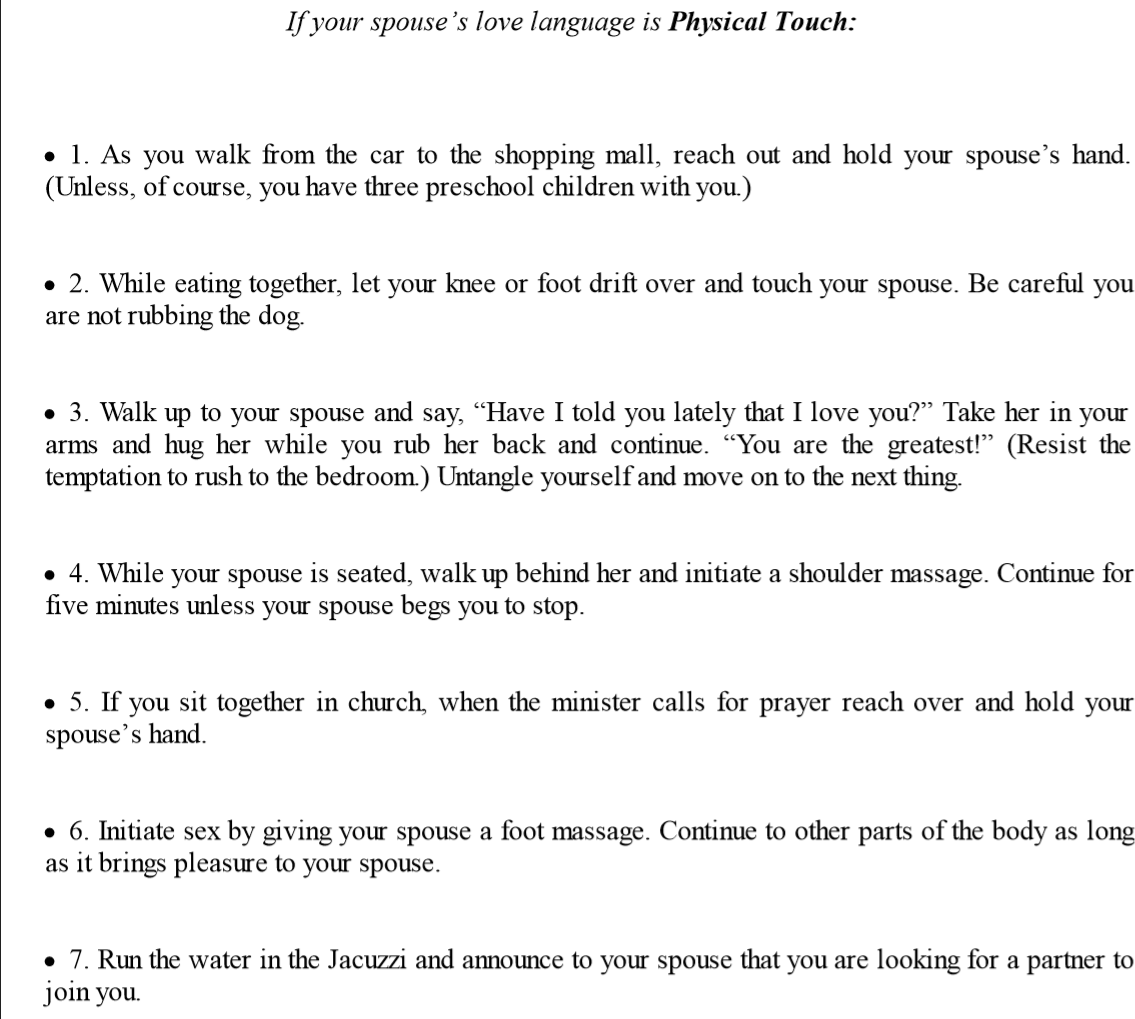 If your spouse’s love language is Physical Touch:
• 1. As you walk from the car to the shopping mall, reach out and hold your spouse’s hand.
(Unless, of course, you have three preschool children with you.)
• 2. While eating together, let your knee or foot drift over and touch your spouse. Be careful you
are not rubbing the dog.
• 3. Walk up to your spouse and say, “Have I told you lately that I love you?” Take her in your
arms and hug her while you rub her back and continue. “You are the greatest!” (Resist the
temptation to rush to the bedroom.) Untangle yourself and move on to the next thing.
• 4. While your spouse is seated, walk up behind her and initiate a shoulder massage. Continue for
five minutes unless your spouse begs you to stop.
• 5. If you sit together in church, when the minister calls for prayer reach over and hold your
spouse’s hand.
• 6. Initiate sex by giving your spouse a foot massage. Continue to other parts of the body as long
as it brings pleasure to your spouse.
• 7. Run the water in the Jacuzzi and announce to your spouse that you are looking for a partner to
join you.